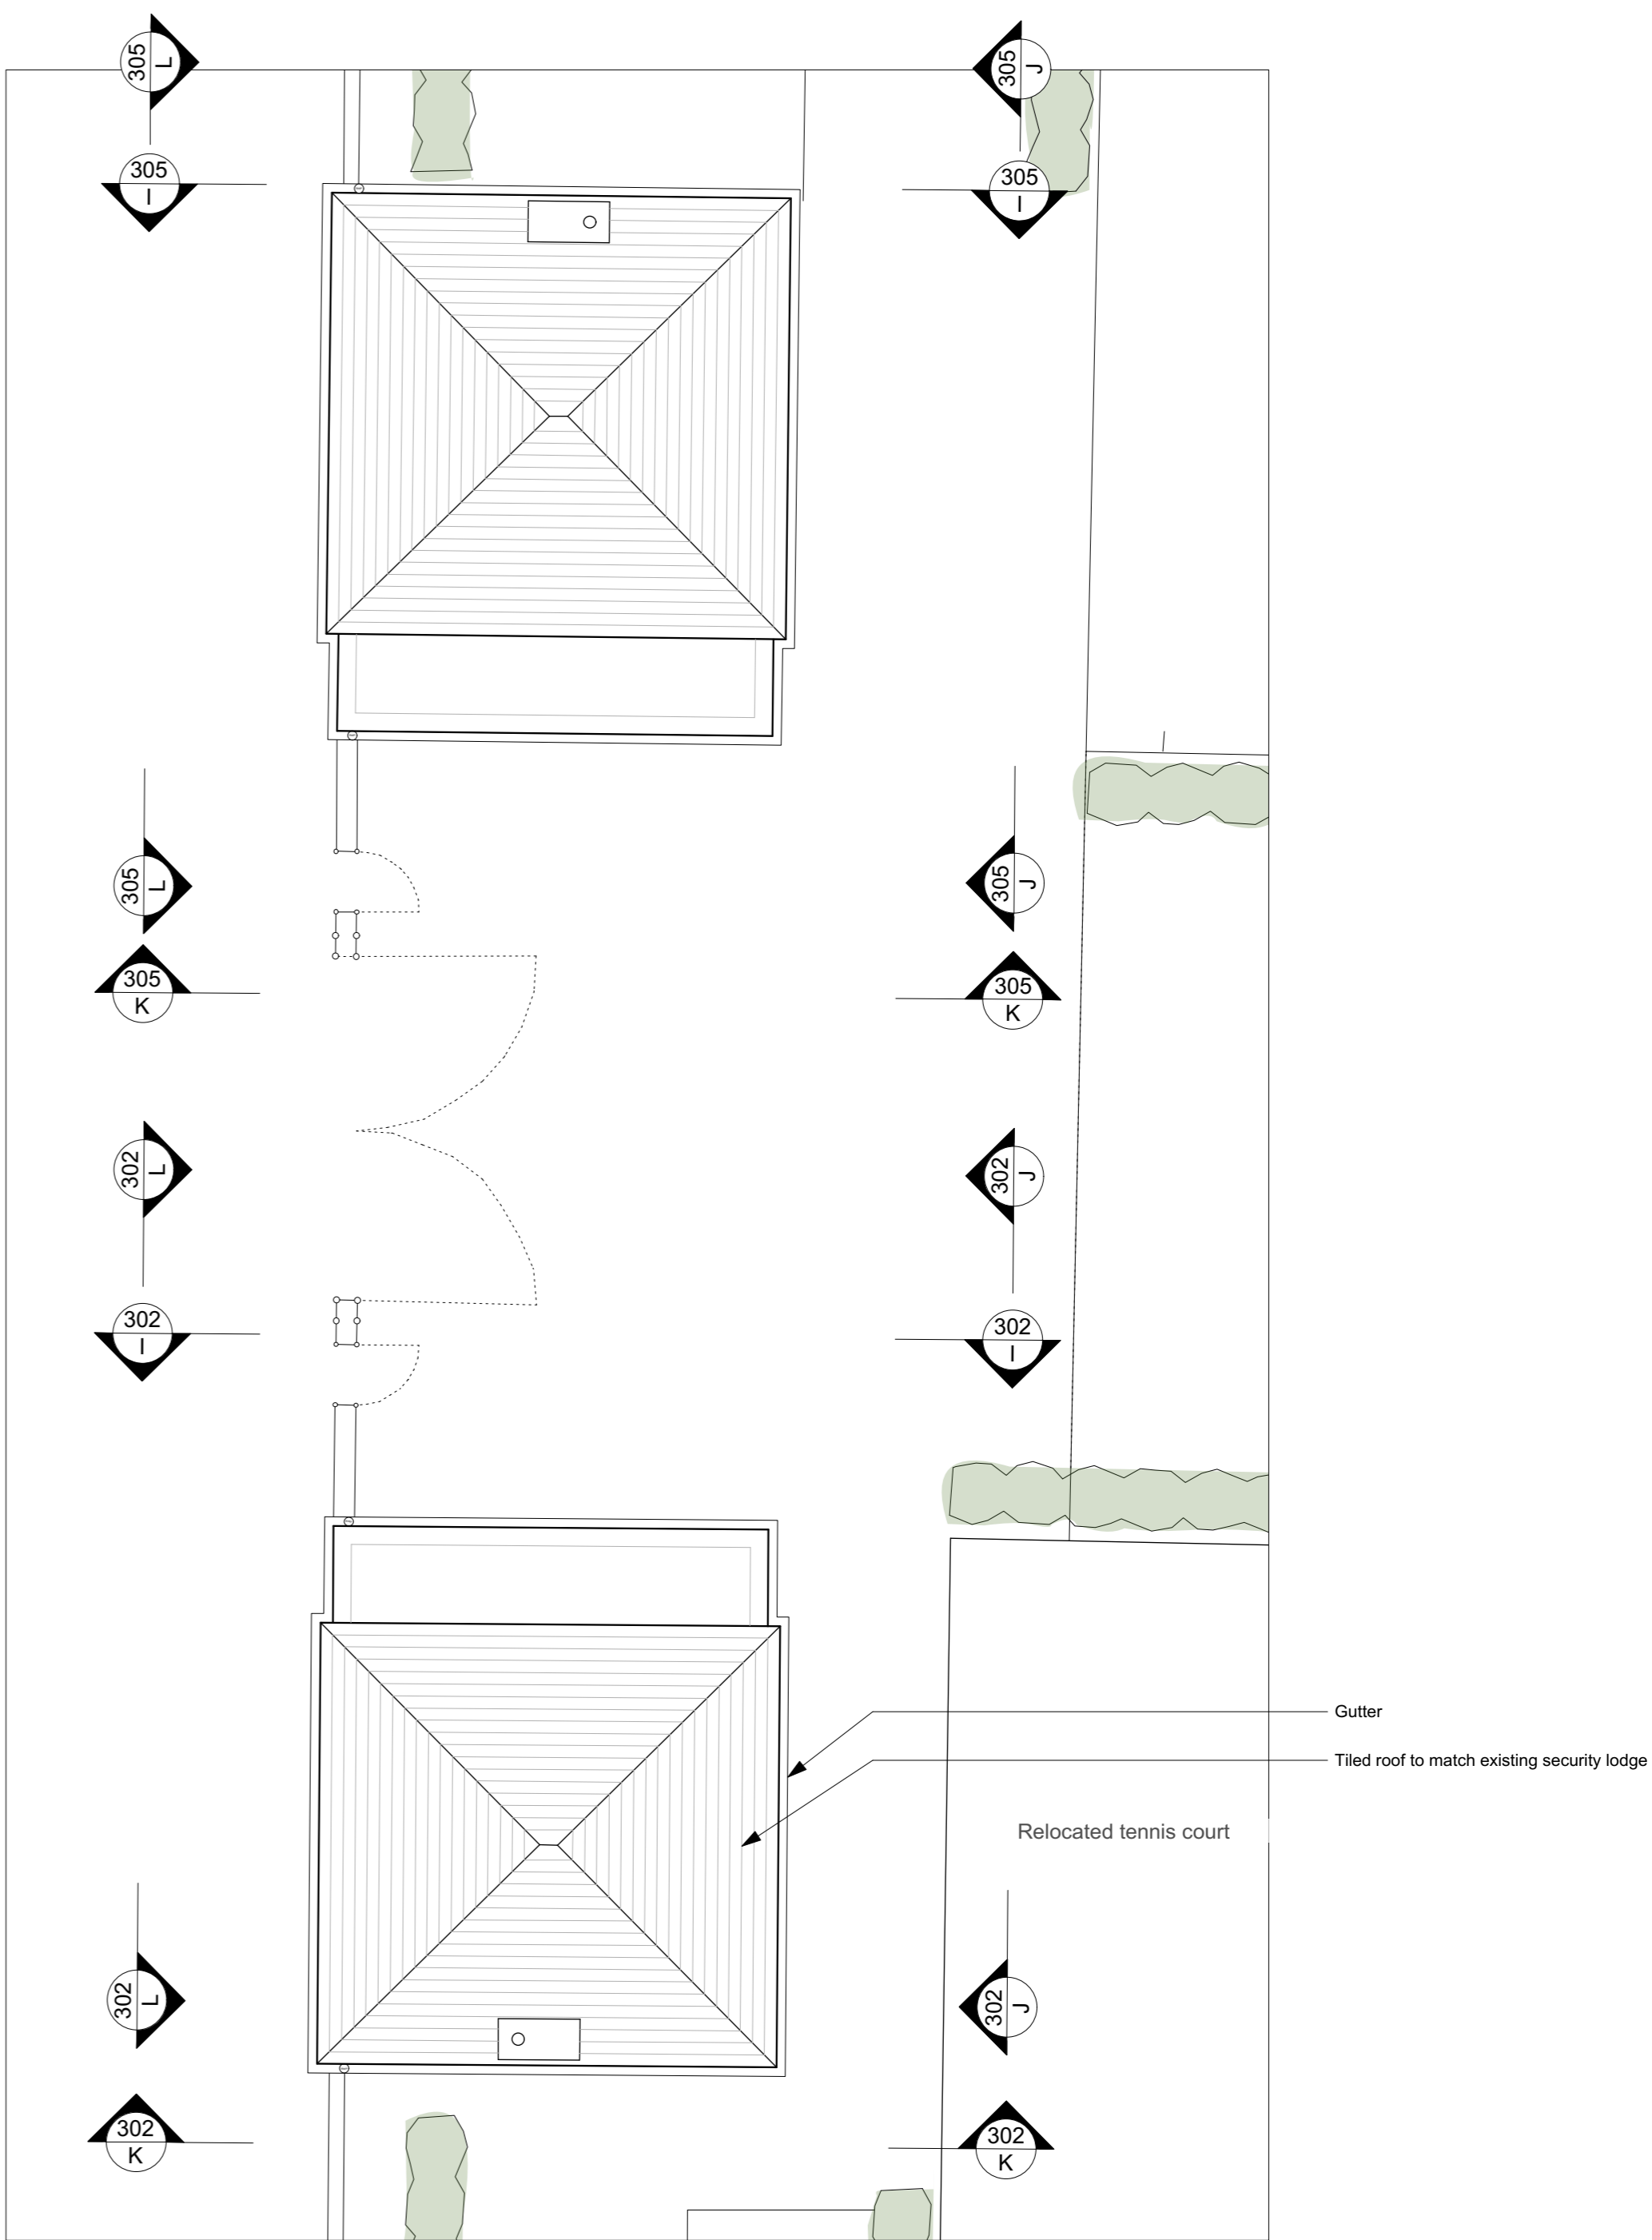 305
L
305
J
305
I
305
I
305
L
305
J
305
K
305
K
302
L
302
J
302
I
302
I
Gutter
Tiled roof to match existing security lodge
Relocated tennis court
302
L
302
J
302
K
302
K